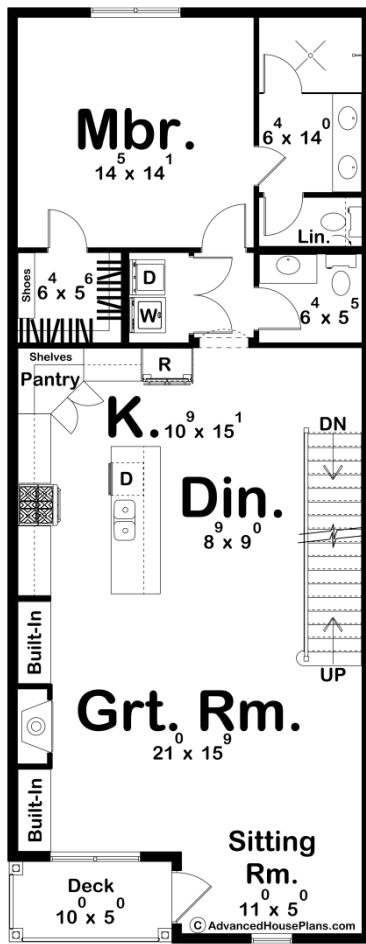 Mbr.
14⁵ x 14¹
6⁴ x 14⁰
Lin.
Shoes
6⁴ x 5⁶
D
W
6⁴ x 5⁵
Shelves
Pantry
R
K.
10⁹ x 15¹
D
Din.
8⁹ x 9⁰
DN
UP
Built-In
Grt. Rm.
21⁰ x 15⁹
Built-In
Sitting
Rm.
11⁰ x 5⁰
Deck
10⁰ x 5⁰
© AdvancedHousePlans.com